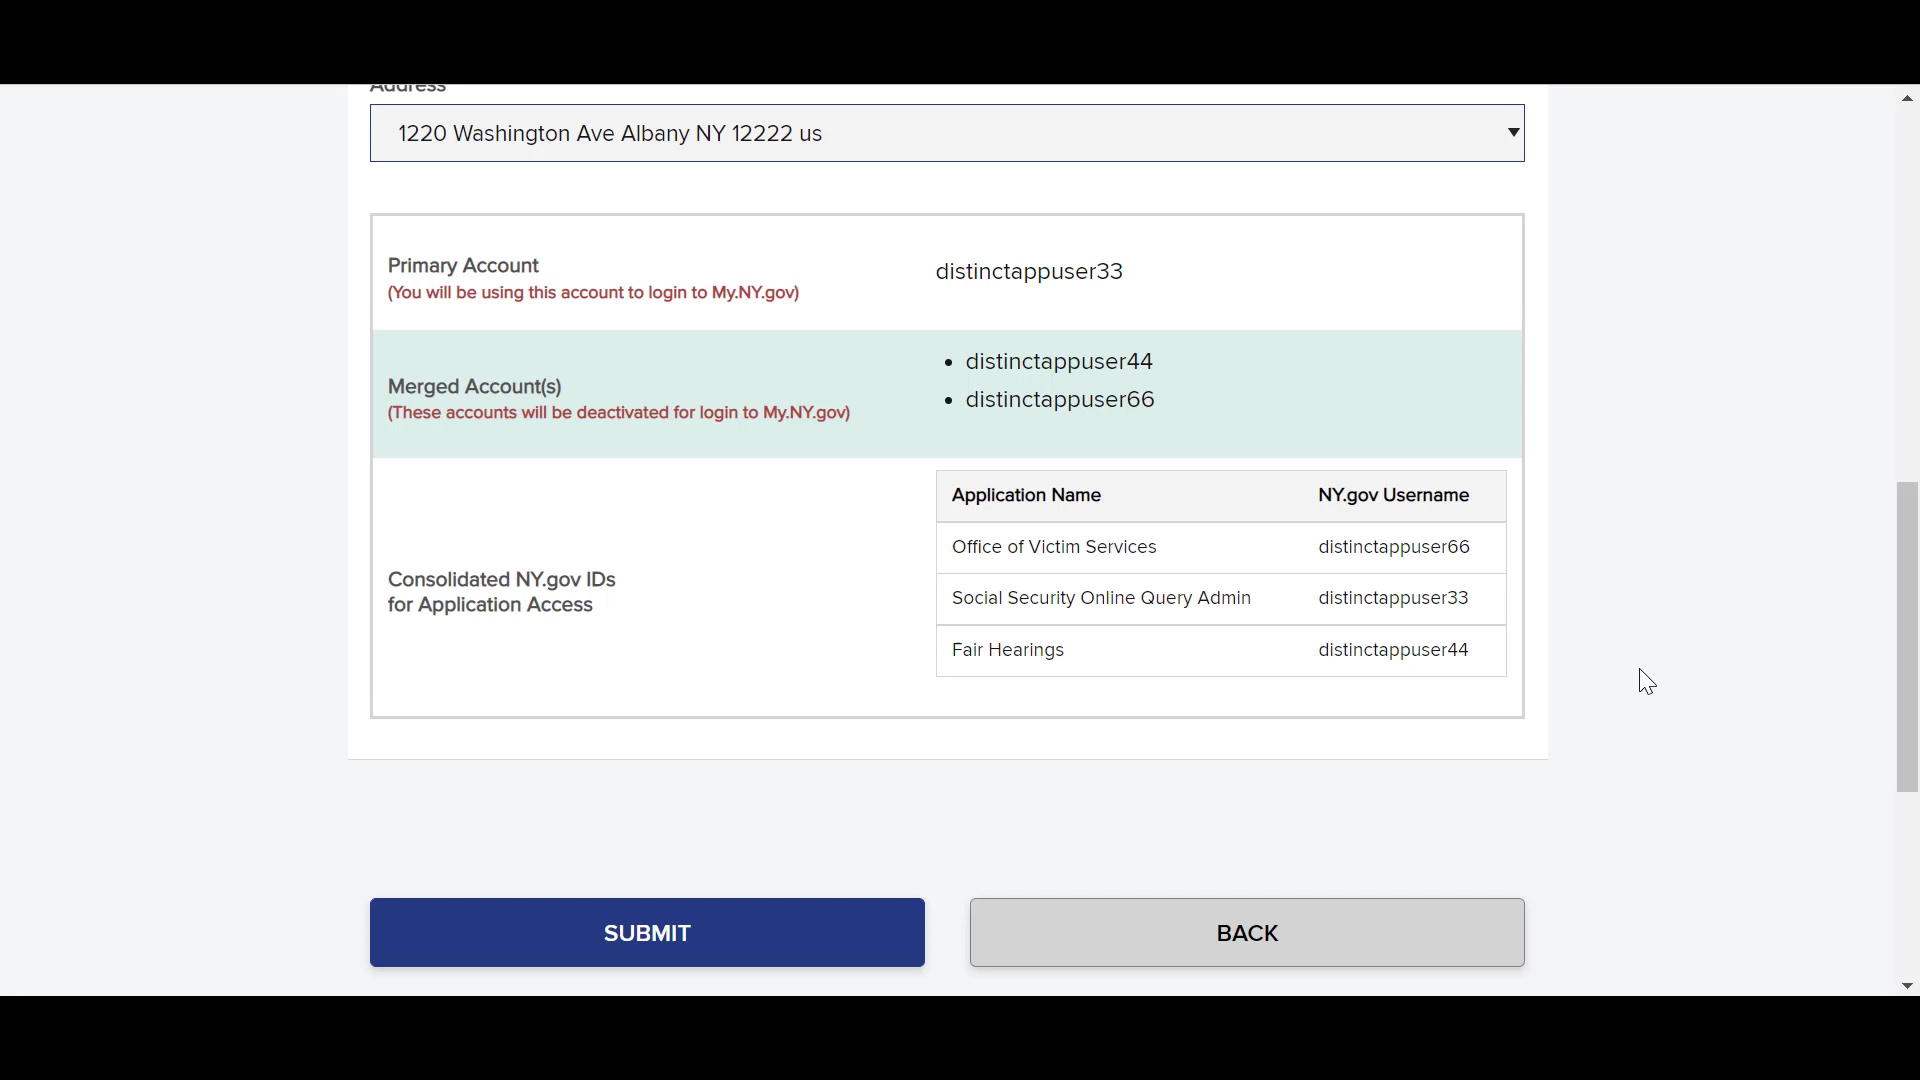 Address
1220 Washington Ave Albany NY 12222 us
Primary Account
(You will be using this account to login to My.NY.gov)
distinctappuser33
Merged Account(s)
(These accounts will be deactivated for login to My.NY.gov)
• distinctappuser44
• distinctappuser66
Consolidated NY.gov IDs
for Application Access
Application Name NY.gov Username
Office of Victim Services distinctappuser66
Social Security Online Query Admin distinctappuser33
Fair Hearings distinctappuser44
SUBMIT
BACK